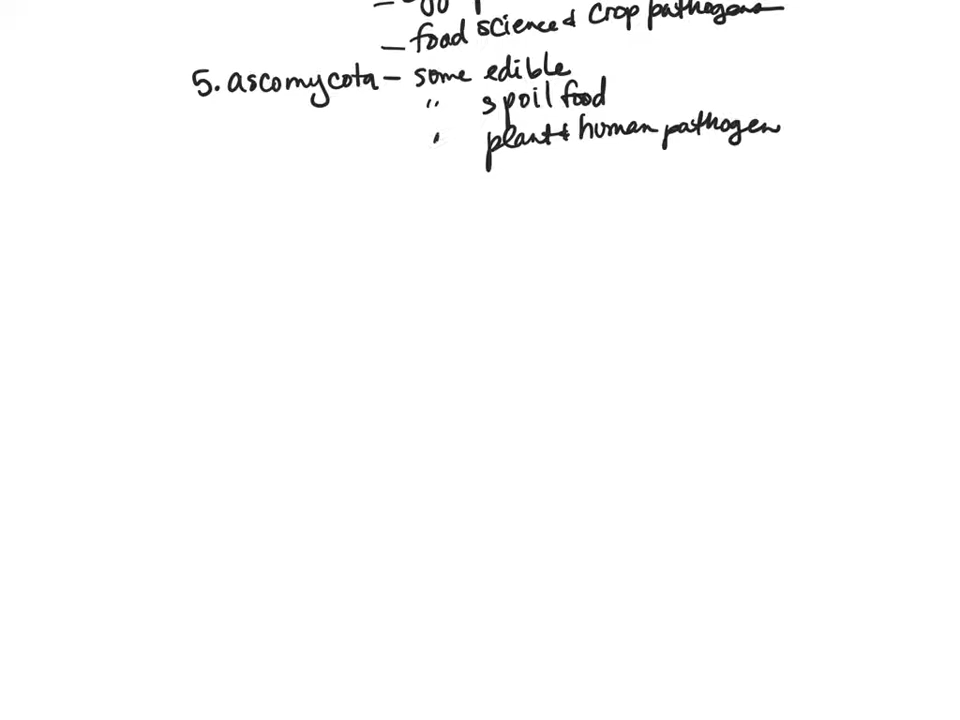 — food science & crop pathogens
5. ascomycota — some edible
" spoil food
' plant & human pathogen